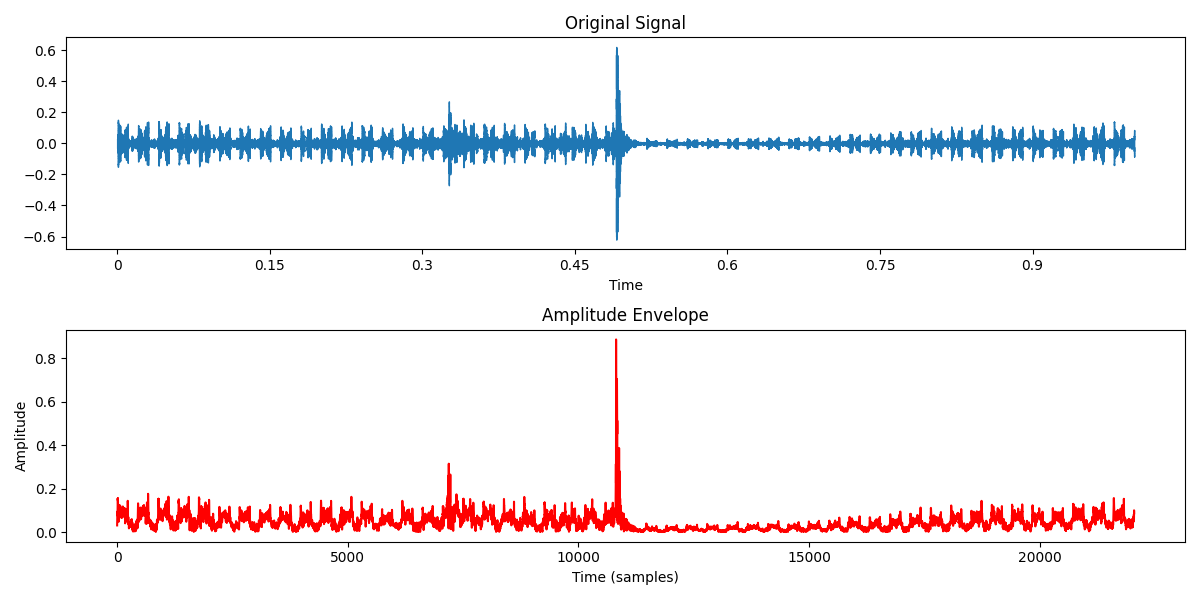 Original Signal
0.6
0.4
0.2
0.0
−0.2
−0.4
−0.6
0 0.15 0.3 0.45 0.6 0.75 0.9
Time
Amplitude Envelope
Amplitude
0.8
0.6
0.4
0.2
0.0
0 5000 10000 15000 20000
Time (samples)